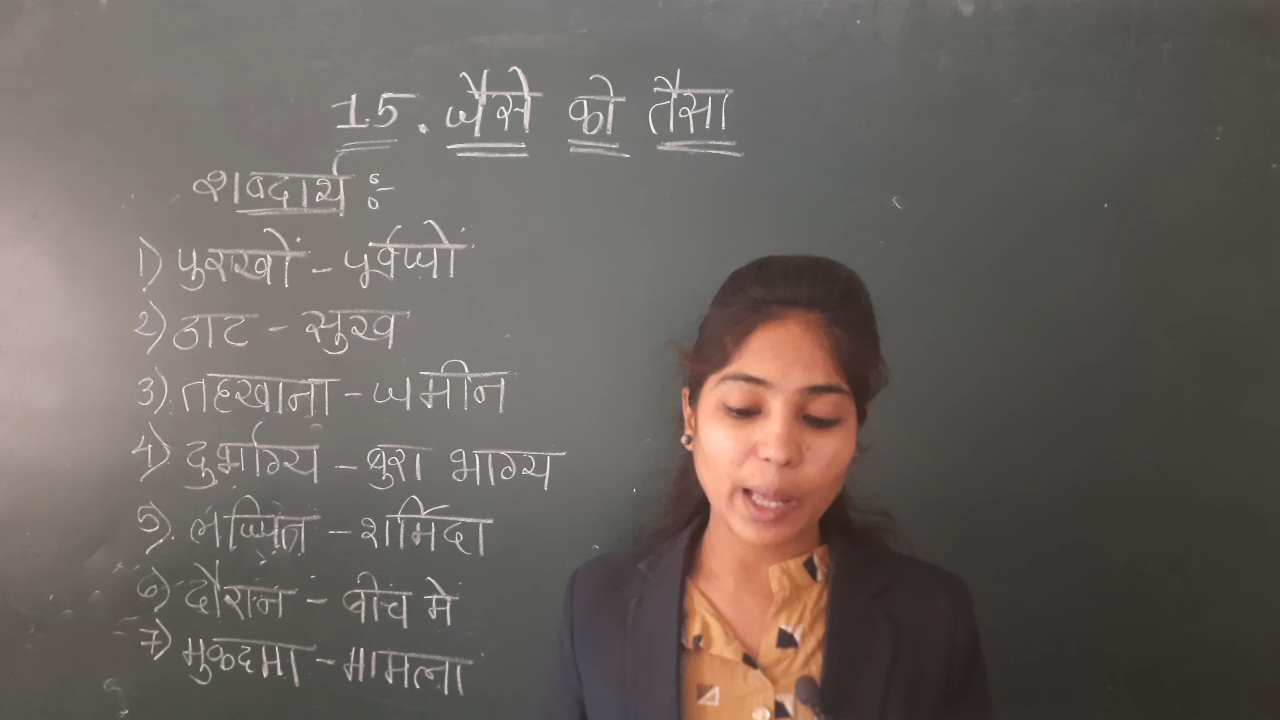 15. जैसे को तैसा
शब्दार्थ :-
1) पुरखों - पूर्वजों
2) ठाट - सुख
3) तहखाना - जमीन
4) दुर्भाग्य - बुरा भाग्य
5) लज्जित - शर्मिंदा
6) दौरान - बीच में
7) मुकदमा - मामला